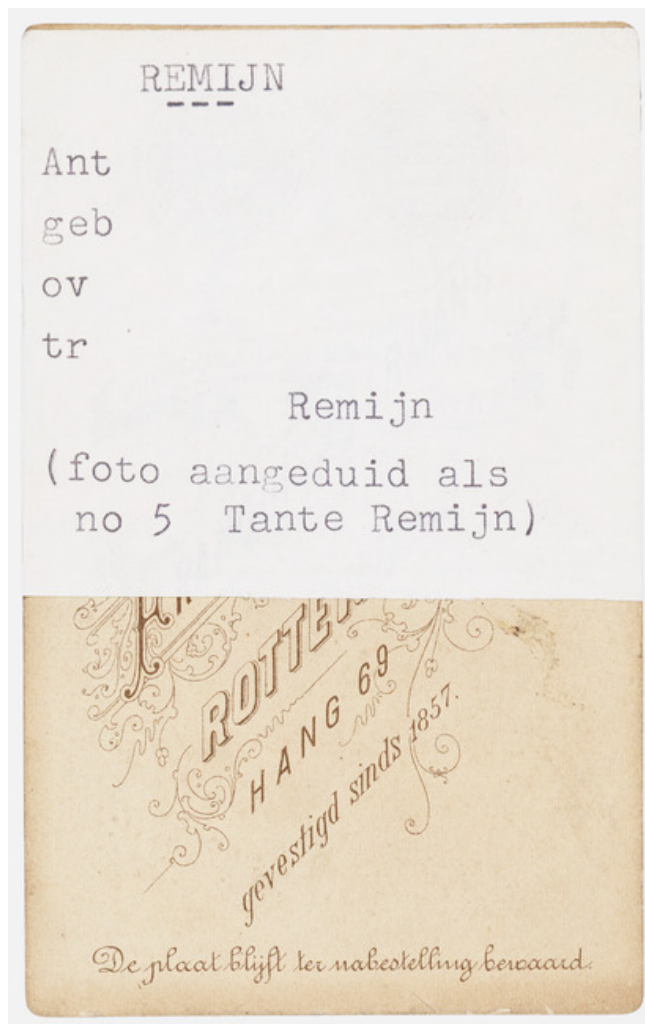 REMIJN
Ant
geb
ov
tr
Remijn
(foto aangeduid als
no 5 Tante Remijn)
HANG 69
gevestigd sinds 1857.
De plaat blijft ter nabestelling bewaard.